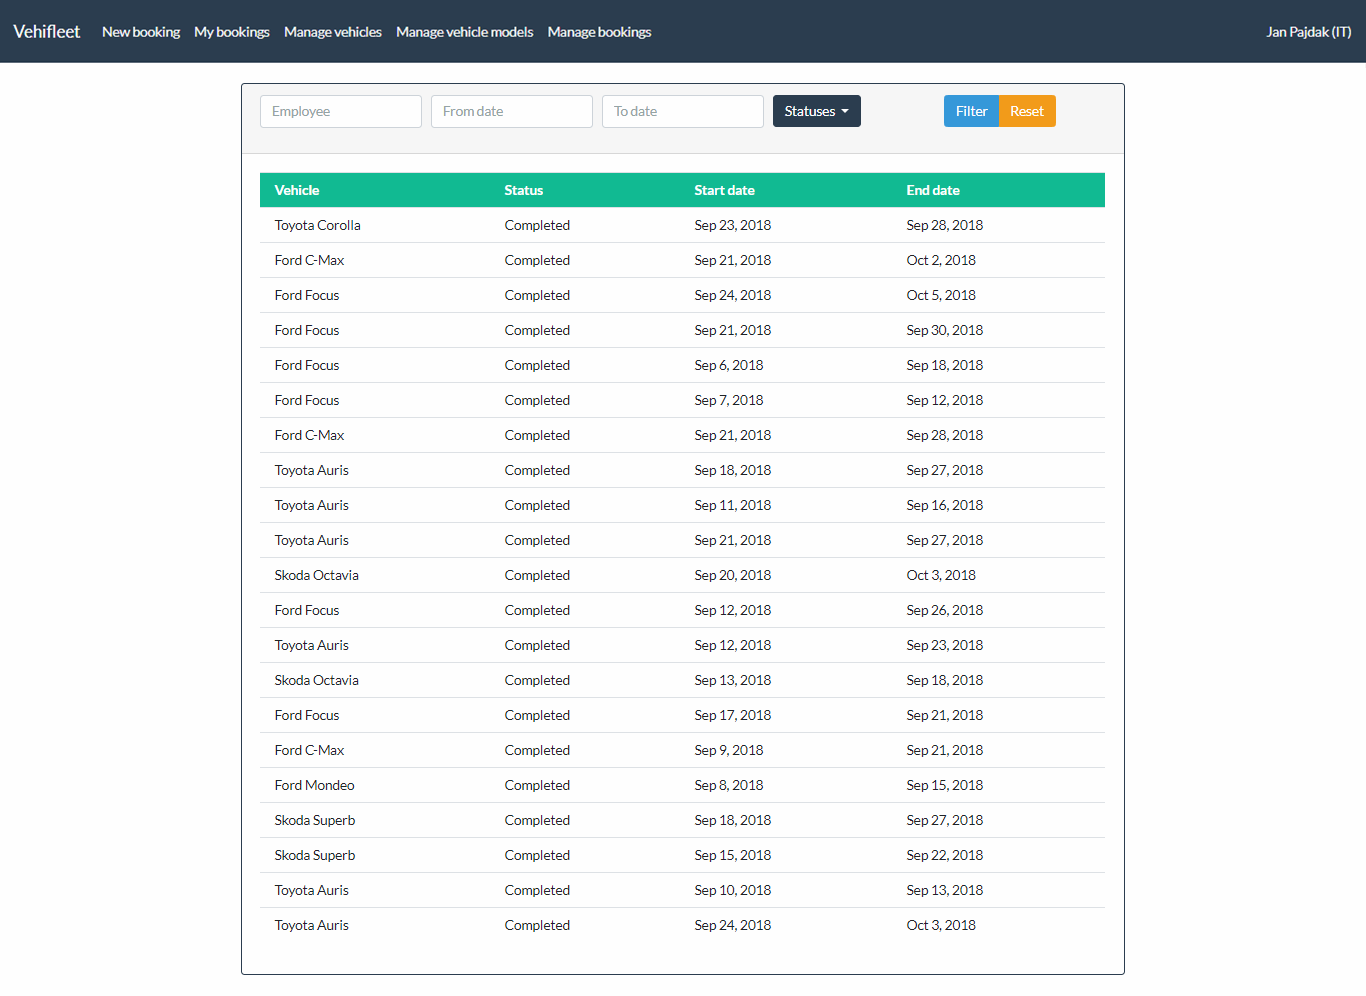 Vehifleet New booking My bookings Manage vehicles Manage vehicle models Manage bookings Jan Pajdak (IT)
Employee From date To date Statuses Filter Reset
Vehicle Status Start date End date
Toyota Corolla Completed Sep 23, 2018 Sep 28, 2018
Ford C-Max Completed Sep 21, 2018 Oct 2, 2018
Ford Focus Completed Sep 24, 2018 Oct 5, 2018
Ford Focus Completed Sep 21, 2018 Sep 30, 2018
Ford Focus Completed Sep 6, 2018 Sep 18, 2018
Ford Focus Completed Sep 7, 2018 Sep 12, 2018
Ford C-Max Completed Sep 21, 2018 Sep 28, 2018
Toyota Auris Completed Sep 18, 2018 Sep 27, 2018
Toyota Auris Completed Sep 11, 2018 Sep 16, 2018
Toyota Auris Completed Sep 21, 2018 Sep 27, 2018
Skoda Octavia Completed Sep 20, 2018 Oct 3, 2018
Ford Focus Completed Sep 12, 2018 Sep 26, 2018
Toyota Auris Completed Sep 12, 2018 Sep 23, 2018
Skoda Octavia Completed Sep 13, 2018 Sep 18, 2018
Ford Focus Completed Sep 17, 2018 Sep 21, 2018
Ford C-Max Completed Sep 9, 2018 Sep 21, 2018
Ford Mondeo Completed Sep 8, 2018 Sep 15, 2018
Skoda Superb Completed Sep 18, 2018 Sep 27, 2018
Skoda Superb Completed Sep 15, 2018 Sep 22, 2018
Toyota Auris Completed Sep 10, 2018 Sep 13, 2018
Toyota Auris Completed Sep 24, 2018 Oct 3, 2018